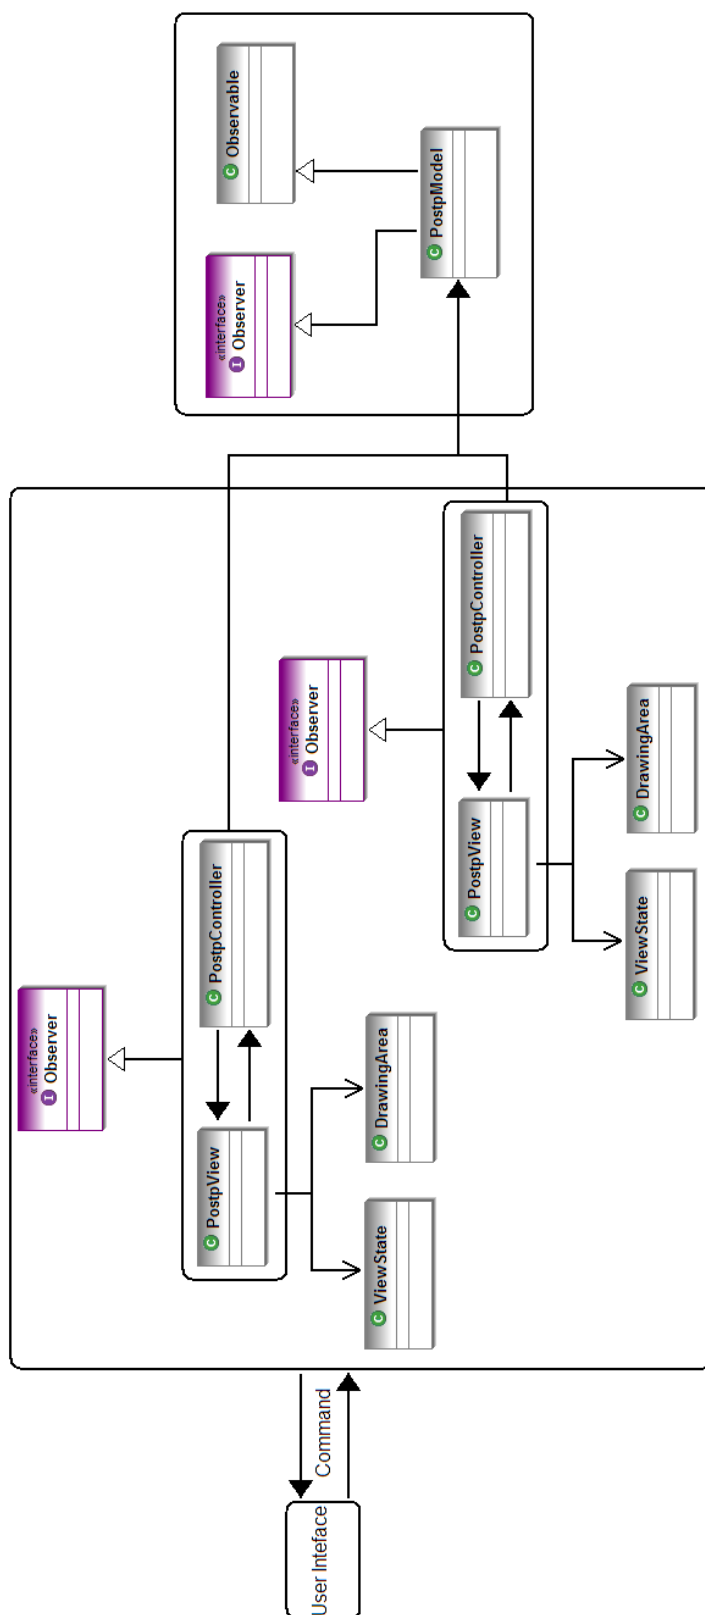 User Inteface
Command
«interface»
I Observer
C PostpView
C PostpController
C ViewState
C DrawingArea
«interface»
I Observer
C PostpView
C PostpController
C ViewState
C DrawingArea
«interface»
I Observer
C Observable
C PostpModel